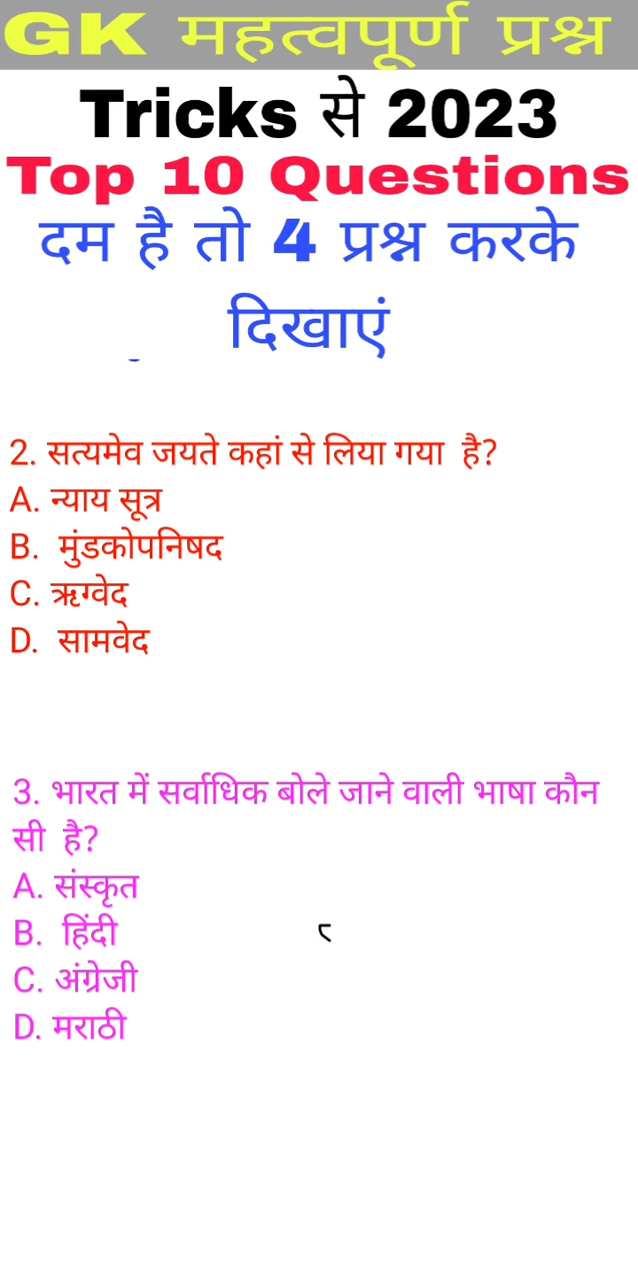 GK महत्वपूर्ण प्रश्न
Tricks से 2023
Top 10 Questions
दम है तो 4 प्रश्न करके
दिखाएं
2. सत्यमेव जयते कहां से लिया गया है?
A. न्याय सूत्र
B. मुंडकोपनिषद
C. ऋग्वेद
D. सामवेद
3. भारत में सर्वाधिक बोले जाने वाली भाषा कौन
सी है?
A. संस्कृत
B. हिंदी
C. अंग्रेजी
D. मराठी